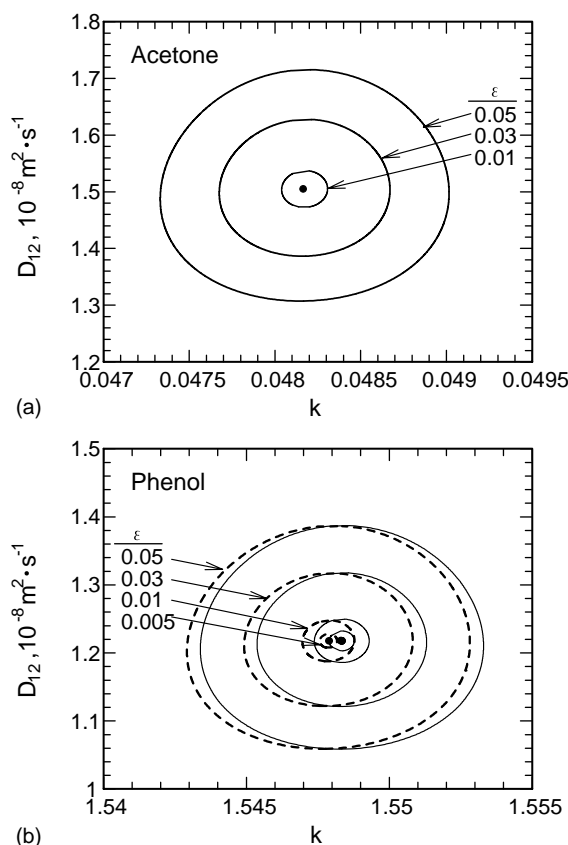 1.8
Acetone
ε
0.05
0.03
0.01
1.7
1.6
1.5
1.4
1.3
1.2
D12, 10-8 m2•s-1
0.047 0.0475 0.048 0.0485 0.049 0.0495
(a)
k
1.5
Phenol
1.4
ε
0.05
0.03
0.01
0.005
1.3
1.2
1.1
1
D12, 10-8 m2•s-1
1.54 1.545 1.55 1.555
(b)
k